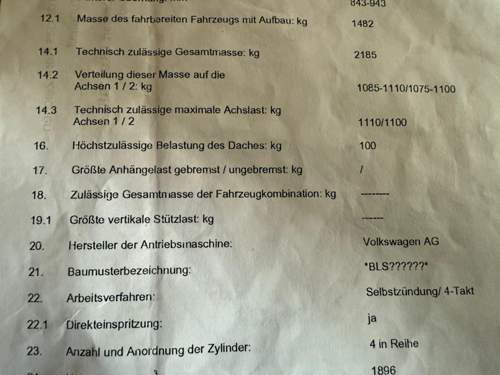 843-943
12.1 Masse des fahrbereiten Fahrzeugs mit Aufbau: kg 1482
14.1 Technisch zulässige Gesamtmasse: kg 2185
14.2 Verteilung dieser Masse auf die
Achsen 1 / 2: kg 1085-1110/1075-1100
14.3 Technisch zulässige maximale Achslast: kg
Achsen 1 / 2 1110/1100
16. Höchstzulässige Belastung des Daches: kg 100
17. Größte Anhängelast gebremst / ungebremst: kg /
18. Zulässige Gesamtmasse der Fahrzeugkombination: kg --------
19.1 Größte vertikale Stützlast: kg ------
20. Hersteller der Antriebsmaschine: Volkswagen AG
21. Baumusterbezeichnung: *BLS??????*
22. Arbeitsverfahren: Selbstzündung/ 4-Takt
22.1 Direkteinspritzung: ja
23. Anzahl und Anordnung der Zylinder: 4 in Reihe
1896